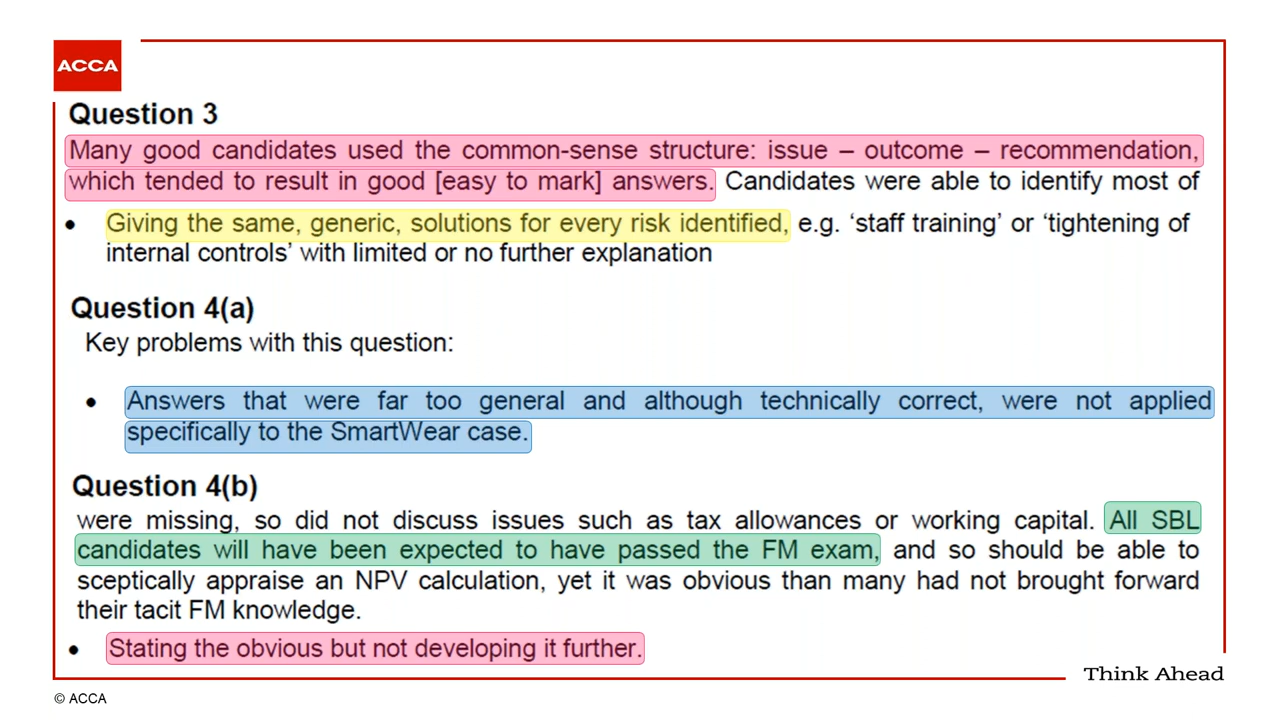 ACCA
Question 3
Many good candidates used the common-sense structure: issue – outcome – recommendation,
which tended to result in good [easy to mark] answers. Candidates were able to identify most of
• Giving the same, generic, solutions for every risk identified, e.g. ‘staff training’ or ‘tightening of
internal controls’ with limited or no further explanation
Question 4(a)
Key problems with this question:
• Answers that were far too general and although technically correct, were not applied
specifically to the SmartWear case.
Question 4(b)
were missing, so did not discuss issues such as tax allowances or working capital. All SBL
candidates will have been expected to have passed the FM exam, and so should be able to
sceptically appraise an NPV calculation, yet it was obvious than many had not brought forward
their tacit FM knowledge.
• Stating the obvious but not developing it further.
Think Ahead
© ACCA